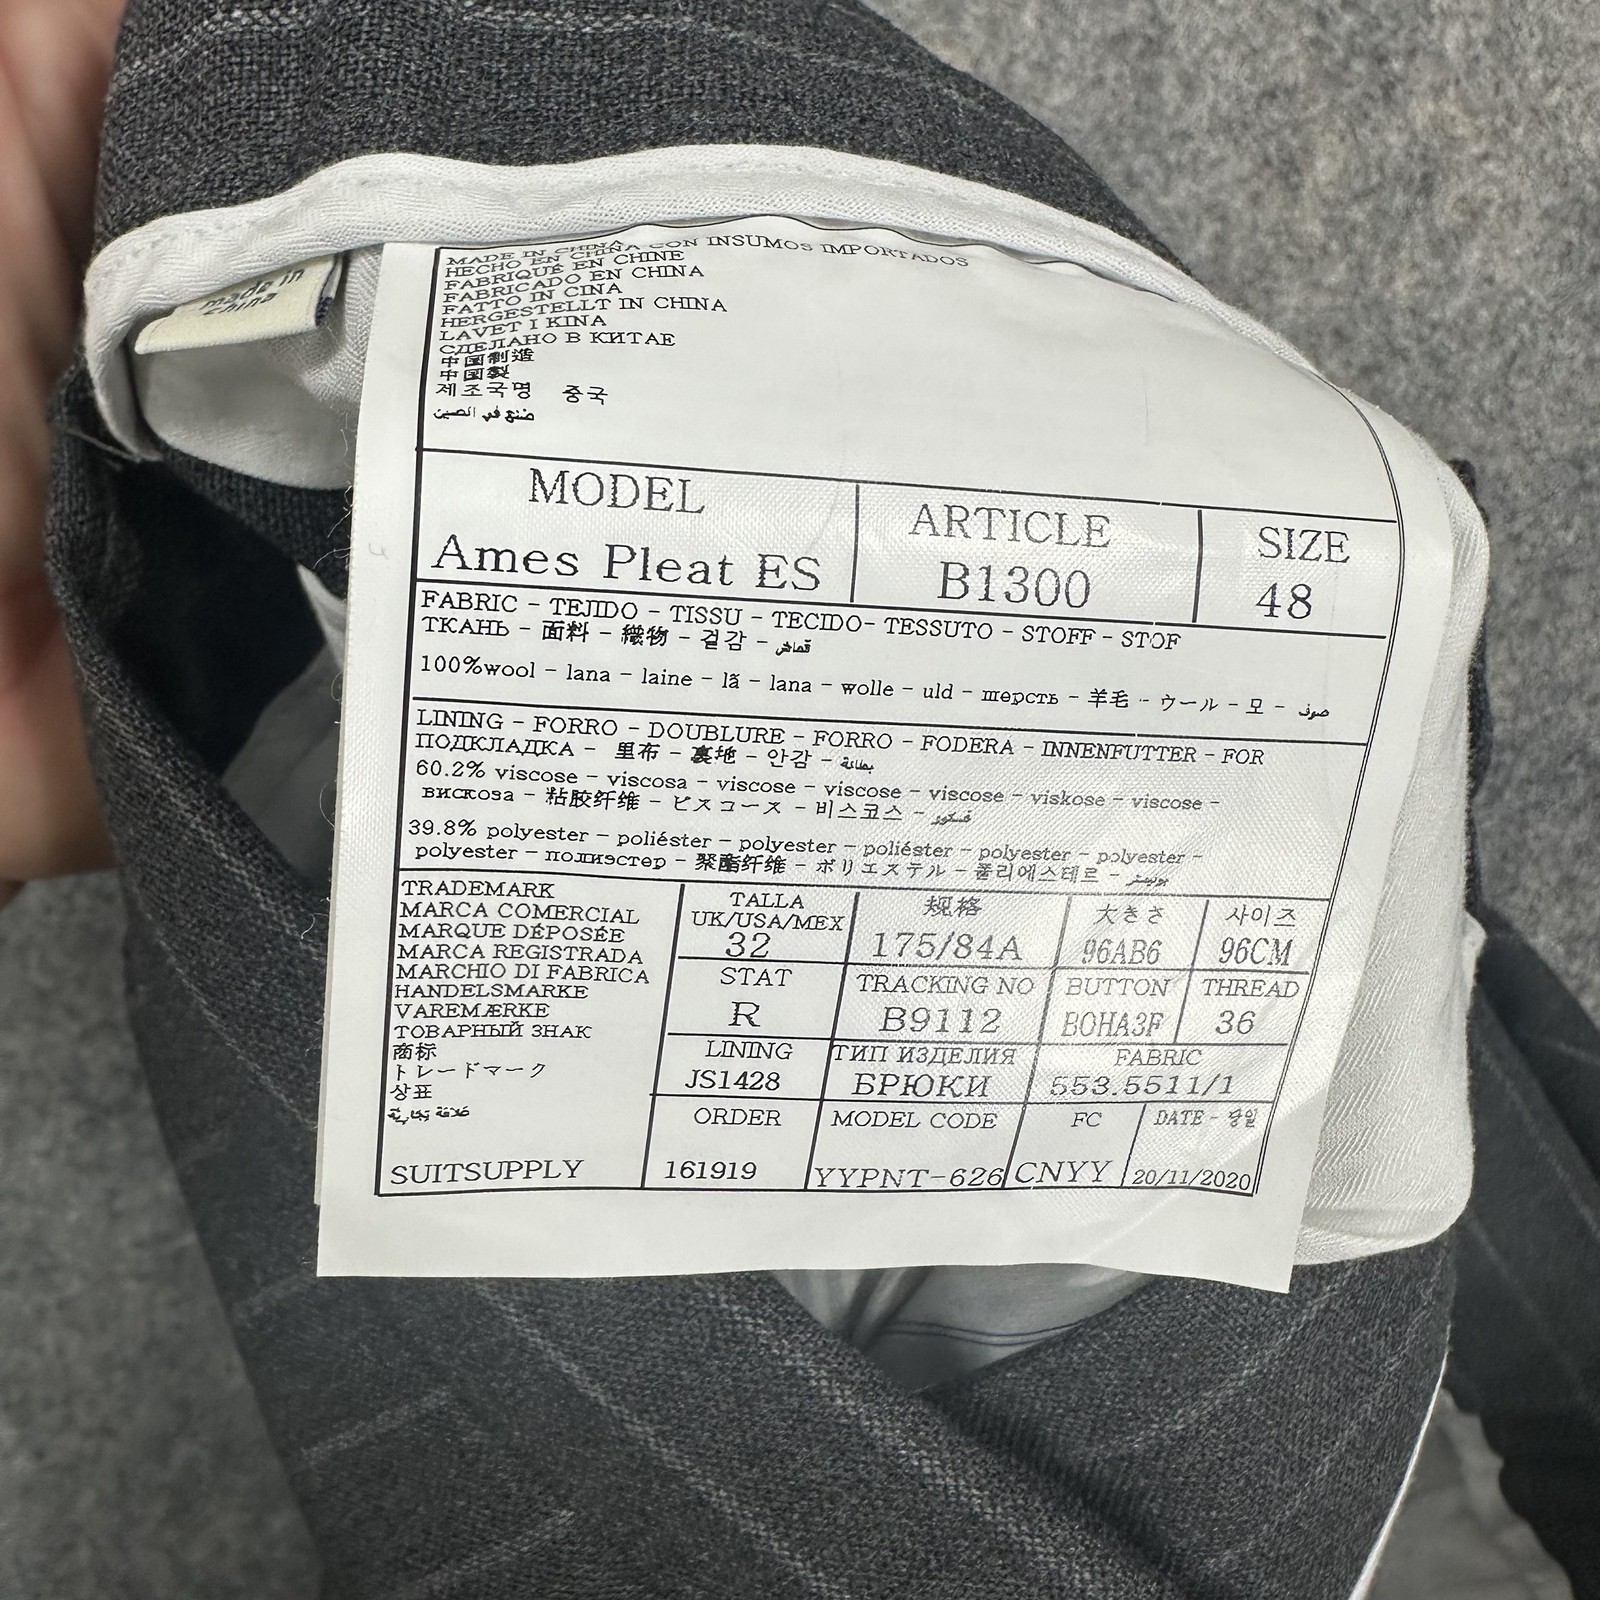 made in
china
MADE IN CHINA CON INSUMOS IMPORTADOS
HECHO EN CHINA
FABRIQUÉ EN CHINE
FABRICADO EN CHINA
FATTO IN CINA
HERGESTELLT IN CHINA
LAVET I KINA
СДЕЛАНО В КИТАЕ
中国制造
中國製
제조국명 중국
صنع في الصين
MODEL
Ames Pleat ES
ARTICLE
B1300
SIZE
48
FABRIC - TEJIDO - TISSU - TECIDO- TESSUTO - STOFF - STOF
ТКАНЬ - 面料 - 織物 - 겉감 - قماش
100%wool - lana - laine - lã - lana - wolle - uld - шерсть - 羊毛 - ウール - 모 - صوف
LINING - FORRO - DOUBLURE - FORRO - FODERA - INNENFUTTER - FOR
ПОДКЛАДКА - 里布 - 裏地 - 안감 - بطانة
60.2% viscose - viscosa - viscose - viscose - viscose - viskose - viscose -
вискоза - 粘胶纤维 - ビスコース - 비스코스 - فسكوز
39.8% polyester - poliéster - polyester - poliéster - polyester - polyester -
polyester - полиэстер - 聚酯纤维 - ポリエステル - 폴리에스테르 - بوليستر
TRADEMARK
MARCA COMERCIAL
MARQUE DÉPOSÉE
MARCA REGISTRADA
MARCHIO DI FABRICA
HANDELSMARKE
VAREMÆRKE
ТОВАРНЫЙ ЗНАК
商标
トレードマーク
상표
علامة تجارية
SUITSUPPLY
TALLA
UK/USA/MEX
32
规格
175/84A
大きさ
96AB6
사이즈
96CM
STAT
R
TRACKING NO
B9112
BUTTON
BOHA3F
THREAD
36
LINING
JS1428
ТИП ИЗДЕЛИЯ
БРЮКИ
FABRIC
553.5511/1
ORDER
161919
MODEL CODE
YYPNT-626
FC
CNYY
DATE -
20/11/2020